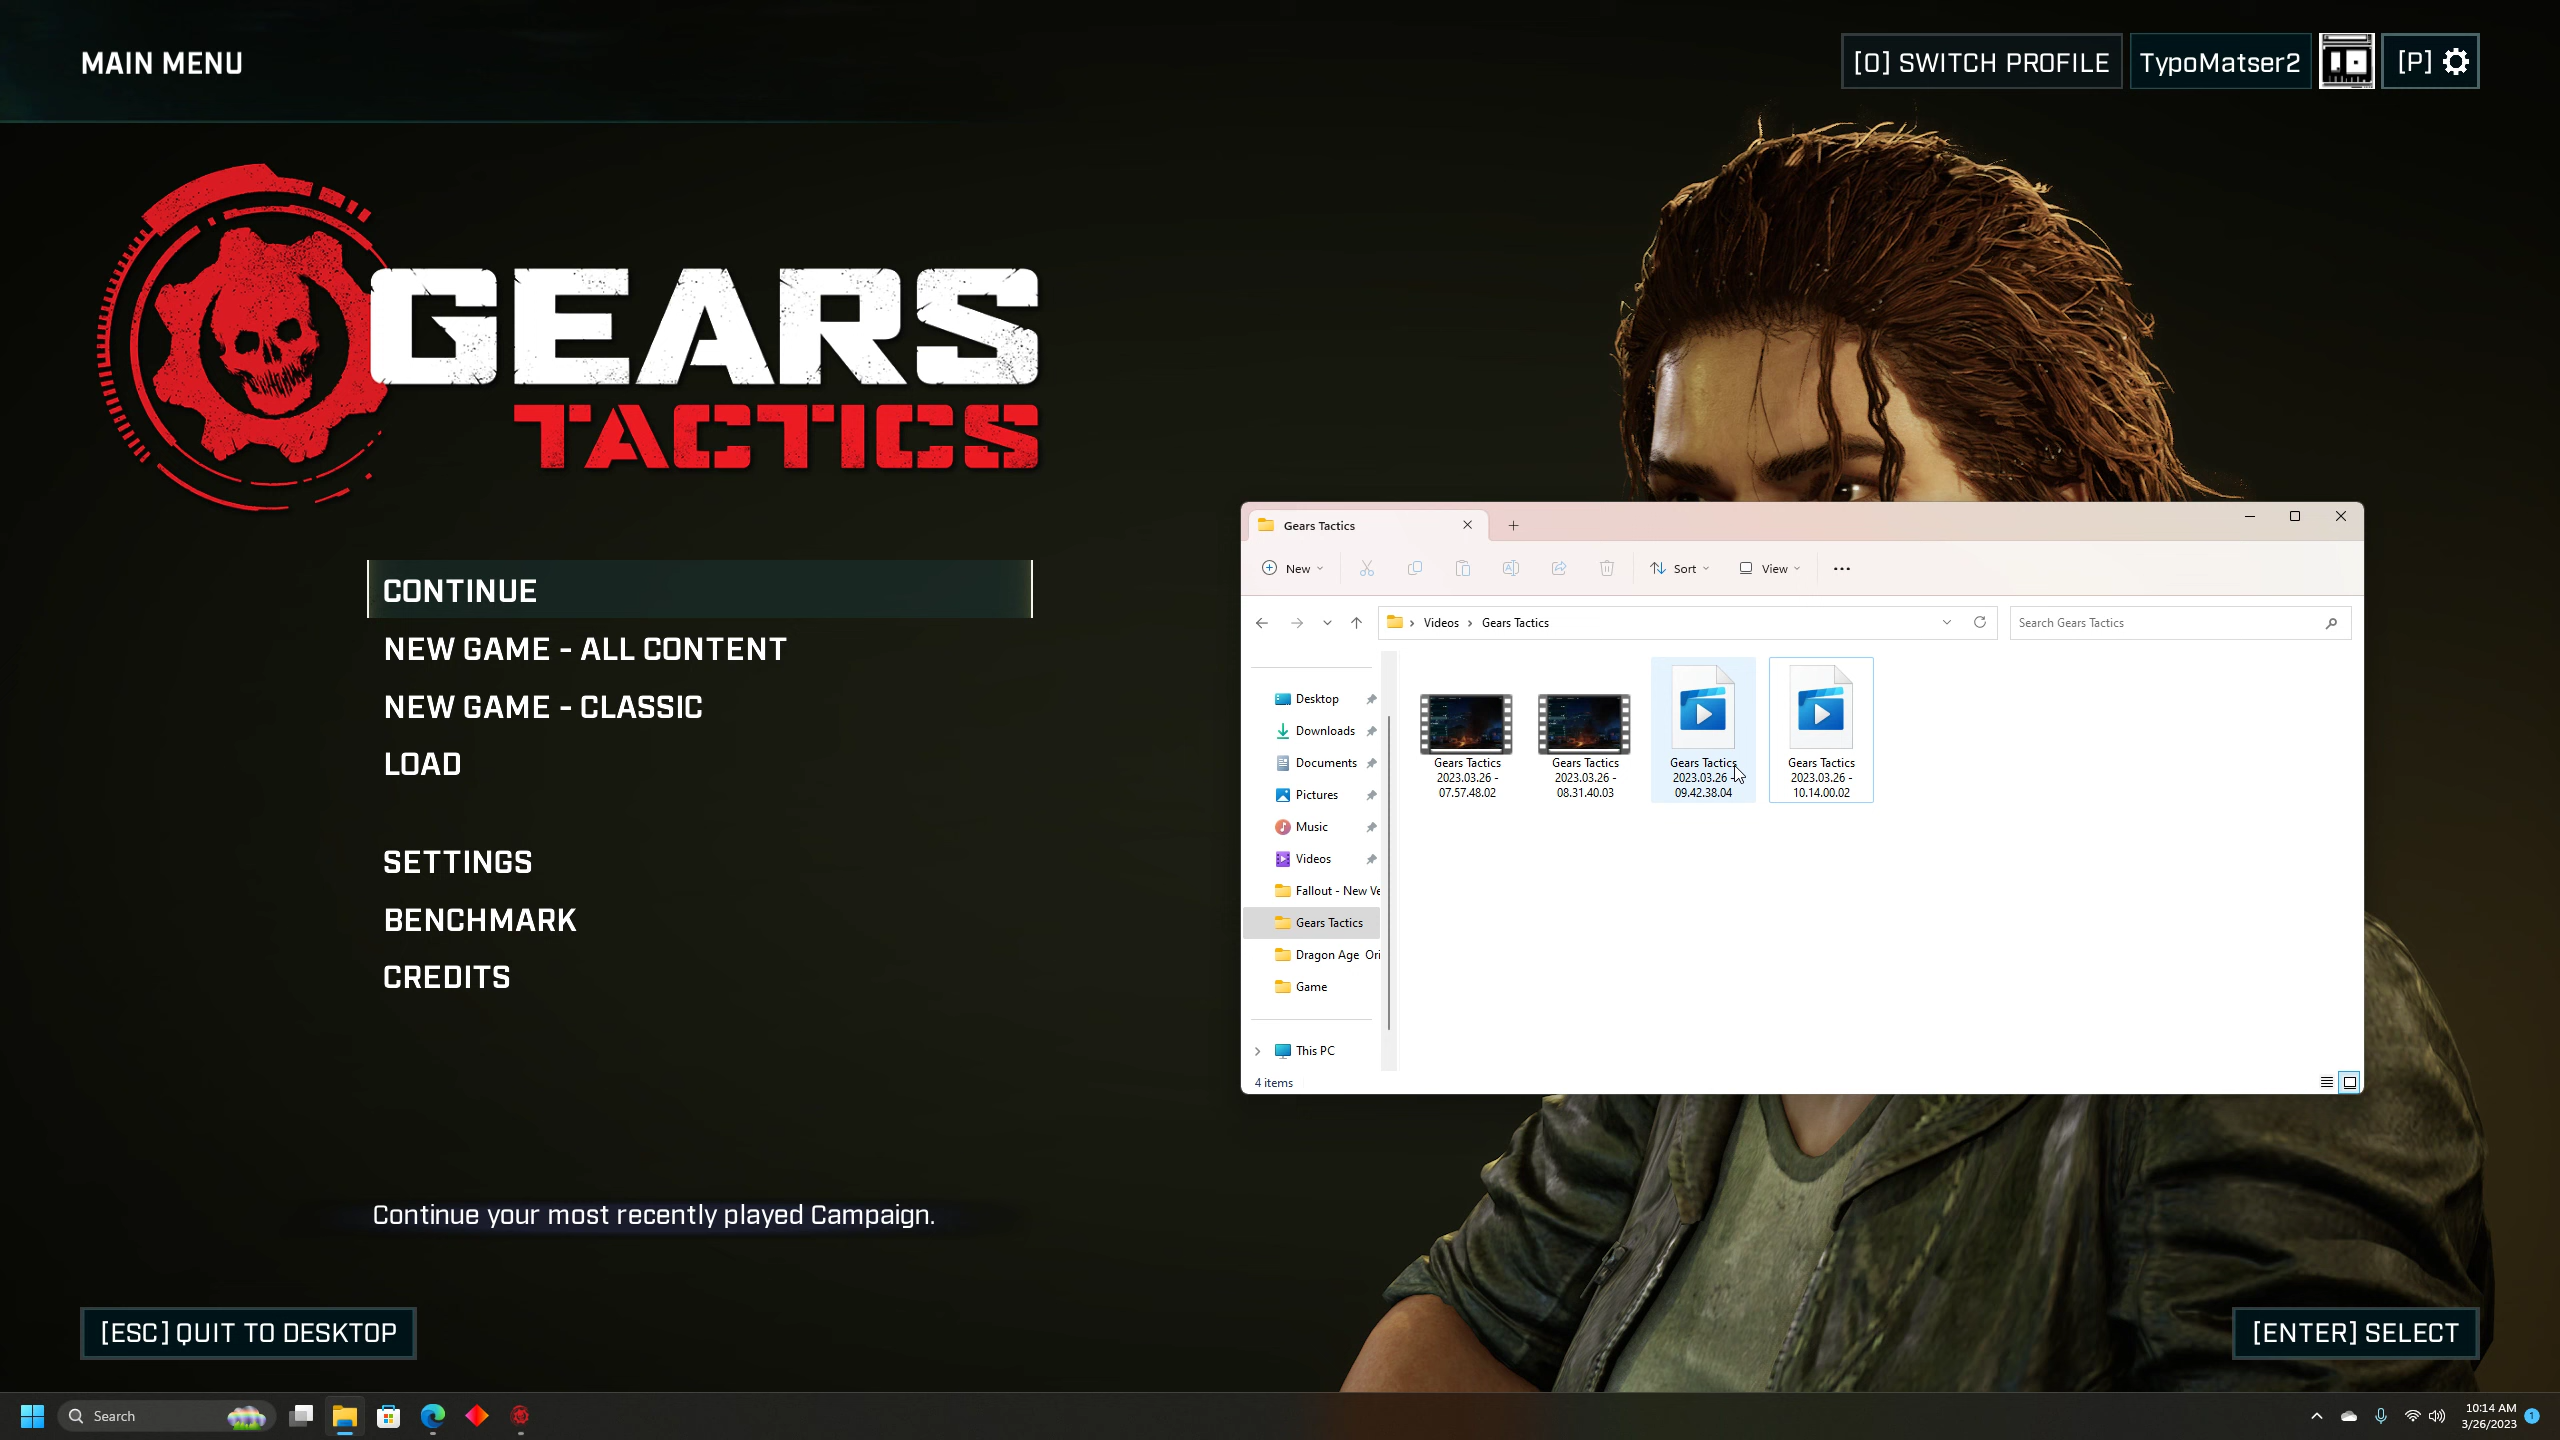 MAIN MENU
[O] SWITCH PROFILE
TypoMatser2
[P]
GEARS
TACTICS
CONTINUE
NEW GAME - ALL CONTENT
NEW GAME - CLASSIC
LOAD
SETTINGS
BENCHMARK
CREDITS
Continue your most recently played Campaign.
[ESC] QUIT TO DESKTOP
[ENTER] SELECT
Gears Tactics
New
Sort
View
Videos
Gears Tactics
Search Gears Tactics
Desktop
Downloads
Documents
Pictures
Music
Videos
Fallout - New Ve
Gears Tactics
Dragon Age Ori
Game
This PC
Gears Tactics
2023.03.26 -
07.57.48.02
Gears Tactics
2023.03.26 -
08.31.40.03
Gears Tactics
2023.03.26 -
09.42.38.04
Gears Tactics
2023.03.26 -
10.14.00.02
4 items
Search
10:14 AM
3/26/2023
1